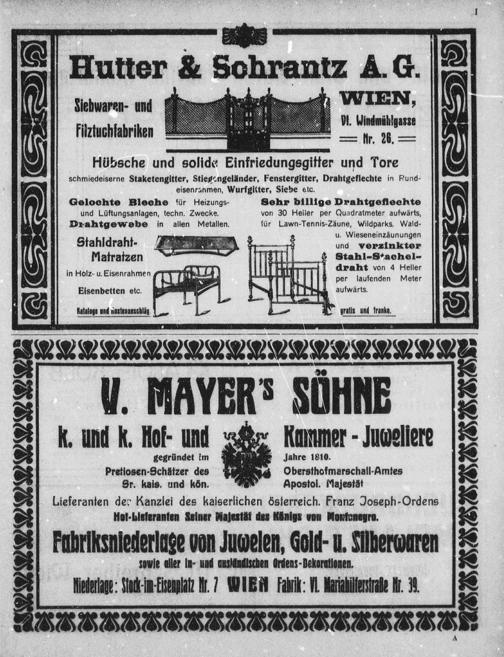 I
Hutter & Schrantz A. G.
Siebwaren- und
Filztuchfabriken
WIEN,
VI. Windmühlgasse
Nr. 26.
Hübsche und solide Einfriedungsgitter und Tore
schmiedeiserne Staketengitter, Stiegengeländer, Fenstergitter, Drahtgeflechte in Rund-
eisenrahmen, Wurfgitter, Siebe etc.
Gelochte Bleche für Heizungs-
und Lüftungsanlagen, techn. Zwecke.
Drahtgewebe in allen Metallen.
Stahldraht-
Matratzen
in Holz- u. Eisenrahmen
Eisenbetten etc.
Sehr billige Drahtgeflechte
von 30 Heller per Quadratmeter aufwärts,
für Lawn-Tennis-Zäune, Wildparks, Wald-
u. Wieseneinzäunungen
und verzinkter
Stahl-Stachel-
draht von 4 Heller
per laufenden Meter
aufwärts.
Kataloge und Kostenanschläg
gratis und franko.
V. MAYER's SÖHNE
k. und k. Hof- und Kammer-Juweliere
gegründet im Jahre 1810.
Pretiosen-Schätzer des Obersthofmarschall-Amtes
Sr. kais. und kön. Apostol. Majestät
Lieferanten der Kanzlei des kaiserlichen österreich. Franz Joseph-Ordens
Hof-Lieferanten Seiner Majestät des Königs von Montenegro.
Fabriksniederlage von Juwelen, Gold- u. Silberwaren
sowie aller in- und ausländischen Ordens-Dekorationen.
Niederlage: Stock-im-Eisenplatz Nr. 7 WIEN Fabrik: VI. Mariahilferstraße Nr. 39.
A